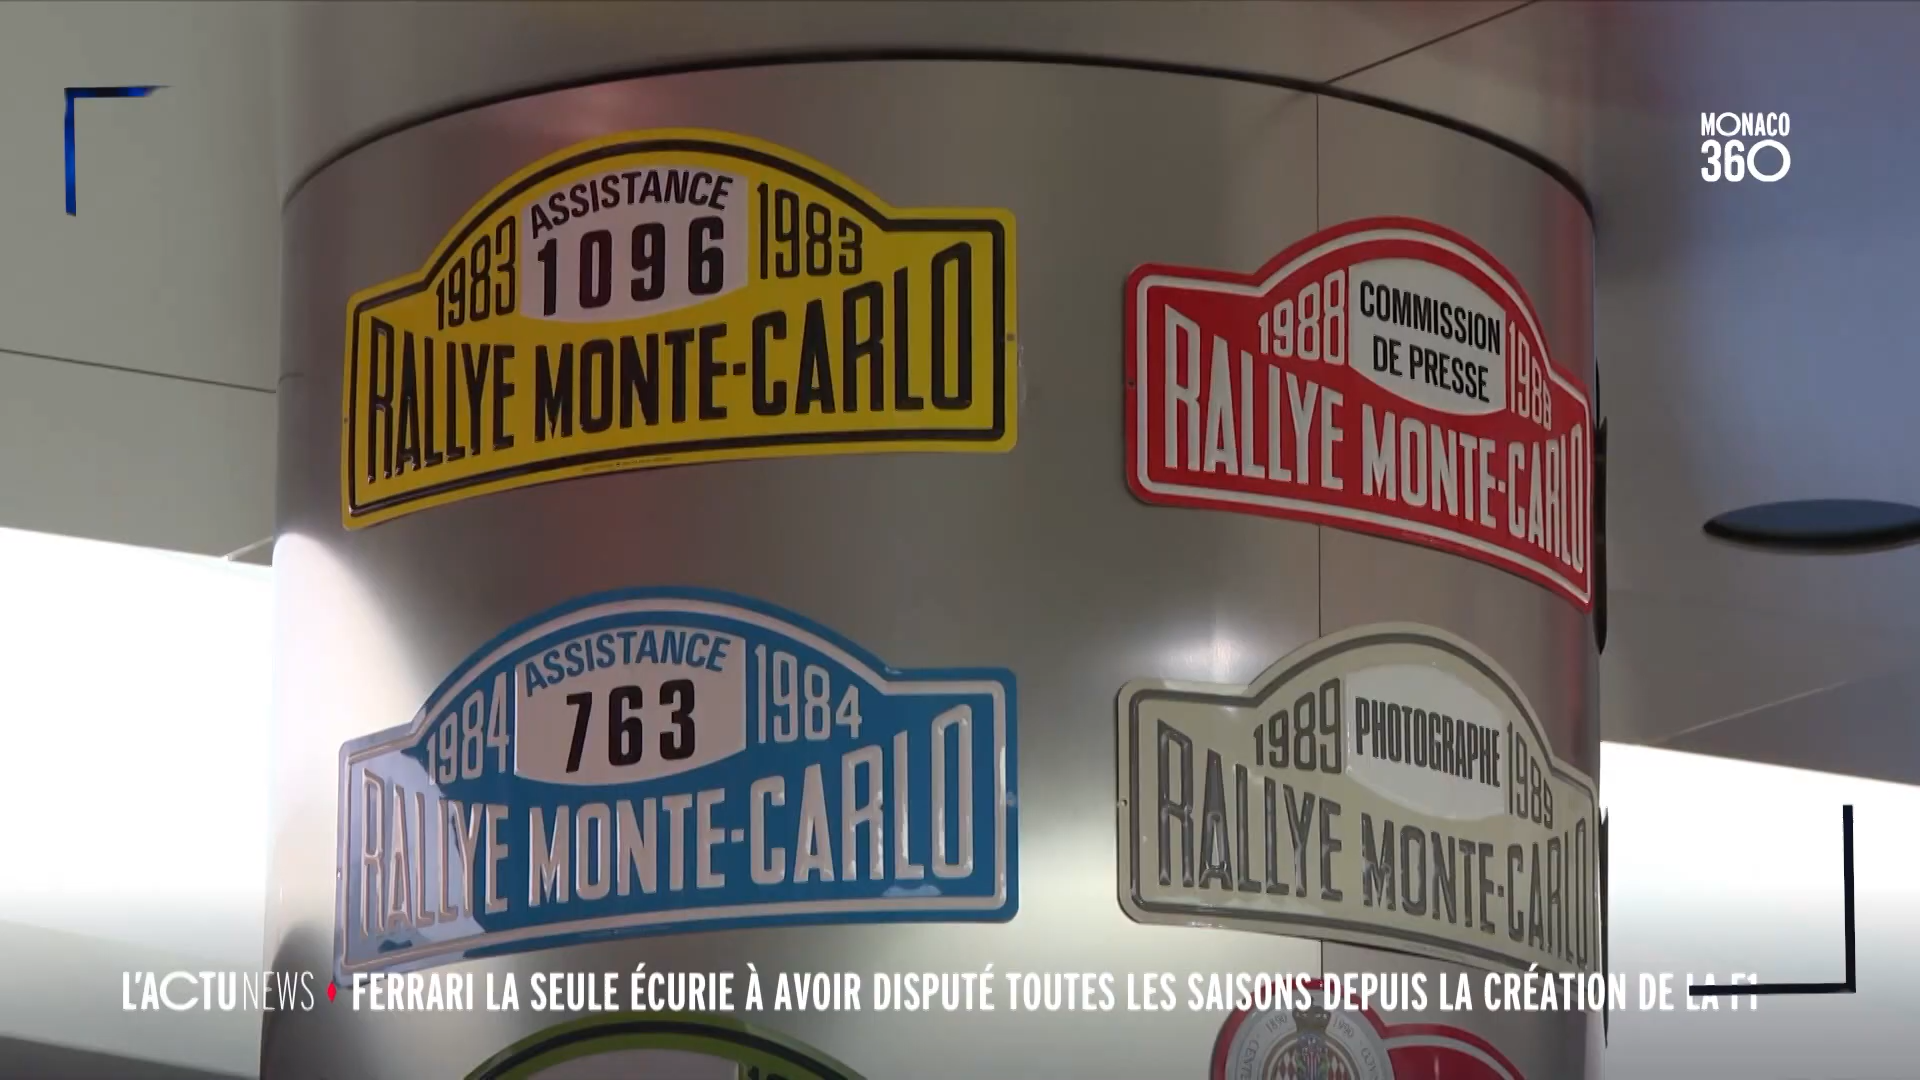 MONACO
360
ASSISTANCE
1983 1096 1983
RALLYE MONTE-CARLO
COMMISSION
1988 DE PRESSE 1988
RALLYE MONTE-CARLO
ASSISTANCE
1984 763 1984
RALLYE MONTE-CARLO
1989 PHOTOGRAPHE 1989
RALLYE MONTE-CARLO
L'ACTUNEWS ♦ FERRARI LA SEULE ÉCURIE À AVOIR DISPUTÉ TOUTES LES SAISONS DEPUIS LA CRÉATION DE LA F1
1890 1990